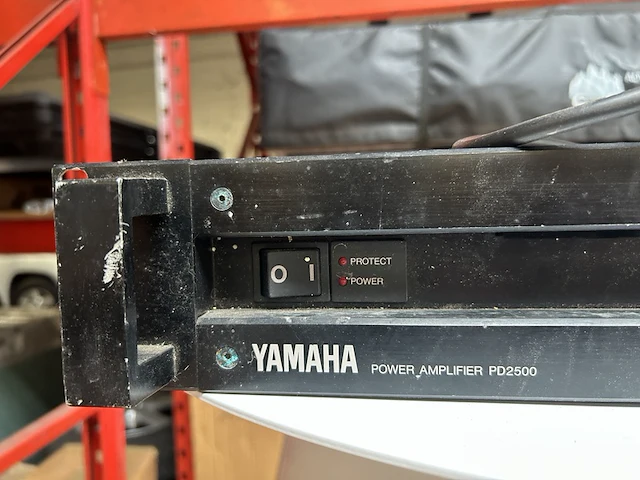 O I
PROTECT
POWER
YAMAHA POWER AMPLIFIER PD2500